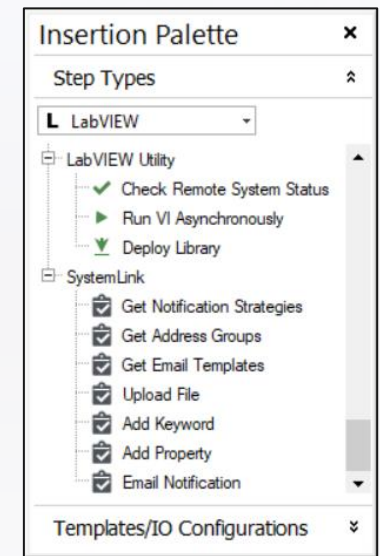 Insertion Palette
Step Types
L LabVIEW
LabVIEW Utility
Check Remote System Status
Run VI Asynchronously
Deploy Library
SystemLink
Get Notification Strategies
Get Address Groups
Get Email Templates
Upload File
Add Keyword
Add Property
Email Notification
Templates/IO Configurations